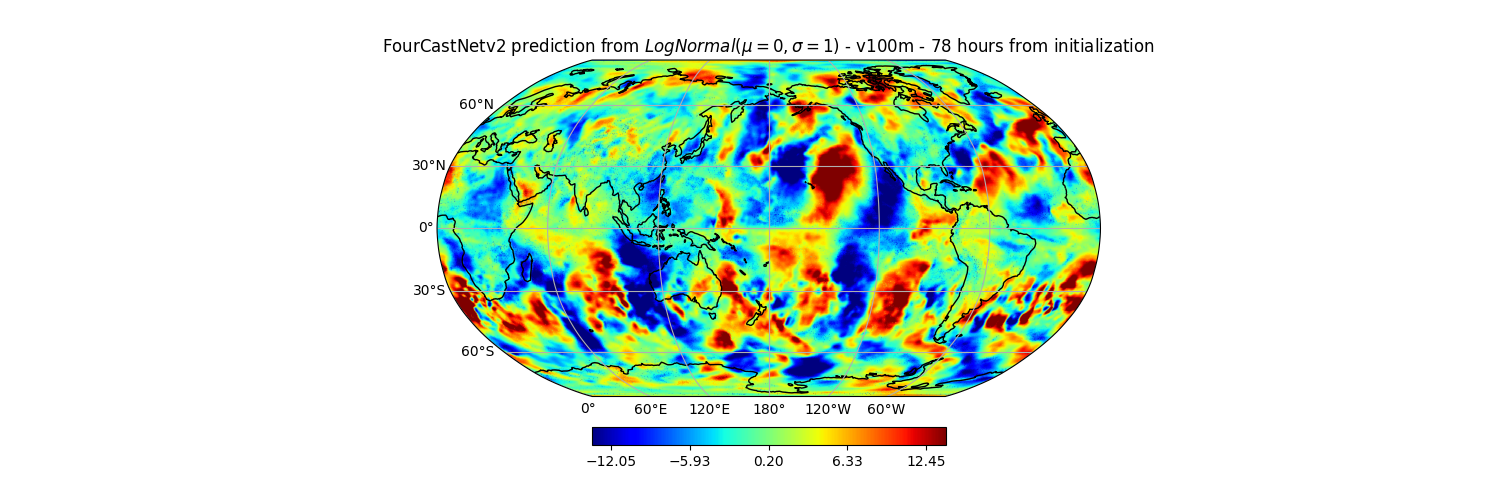 FourCastNetv2 prediction from LogNormal(μ = 0, σ = 1) - v100m - 78 hours from initialization
60°N
30°N
0°
30°S
60°S
0° 60°E 120°E 180° 120°W 60°W
−12.05 −5.93 0.20 6.33 12.45